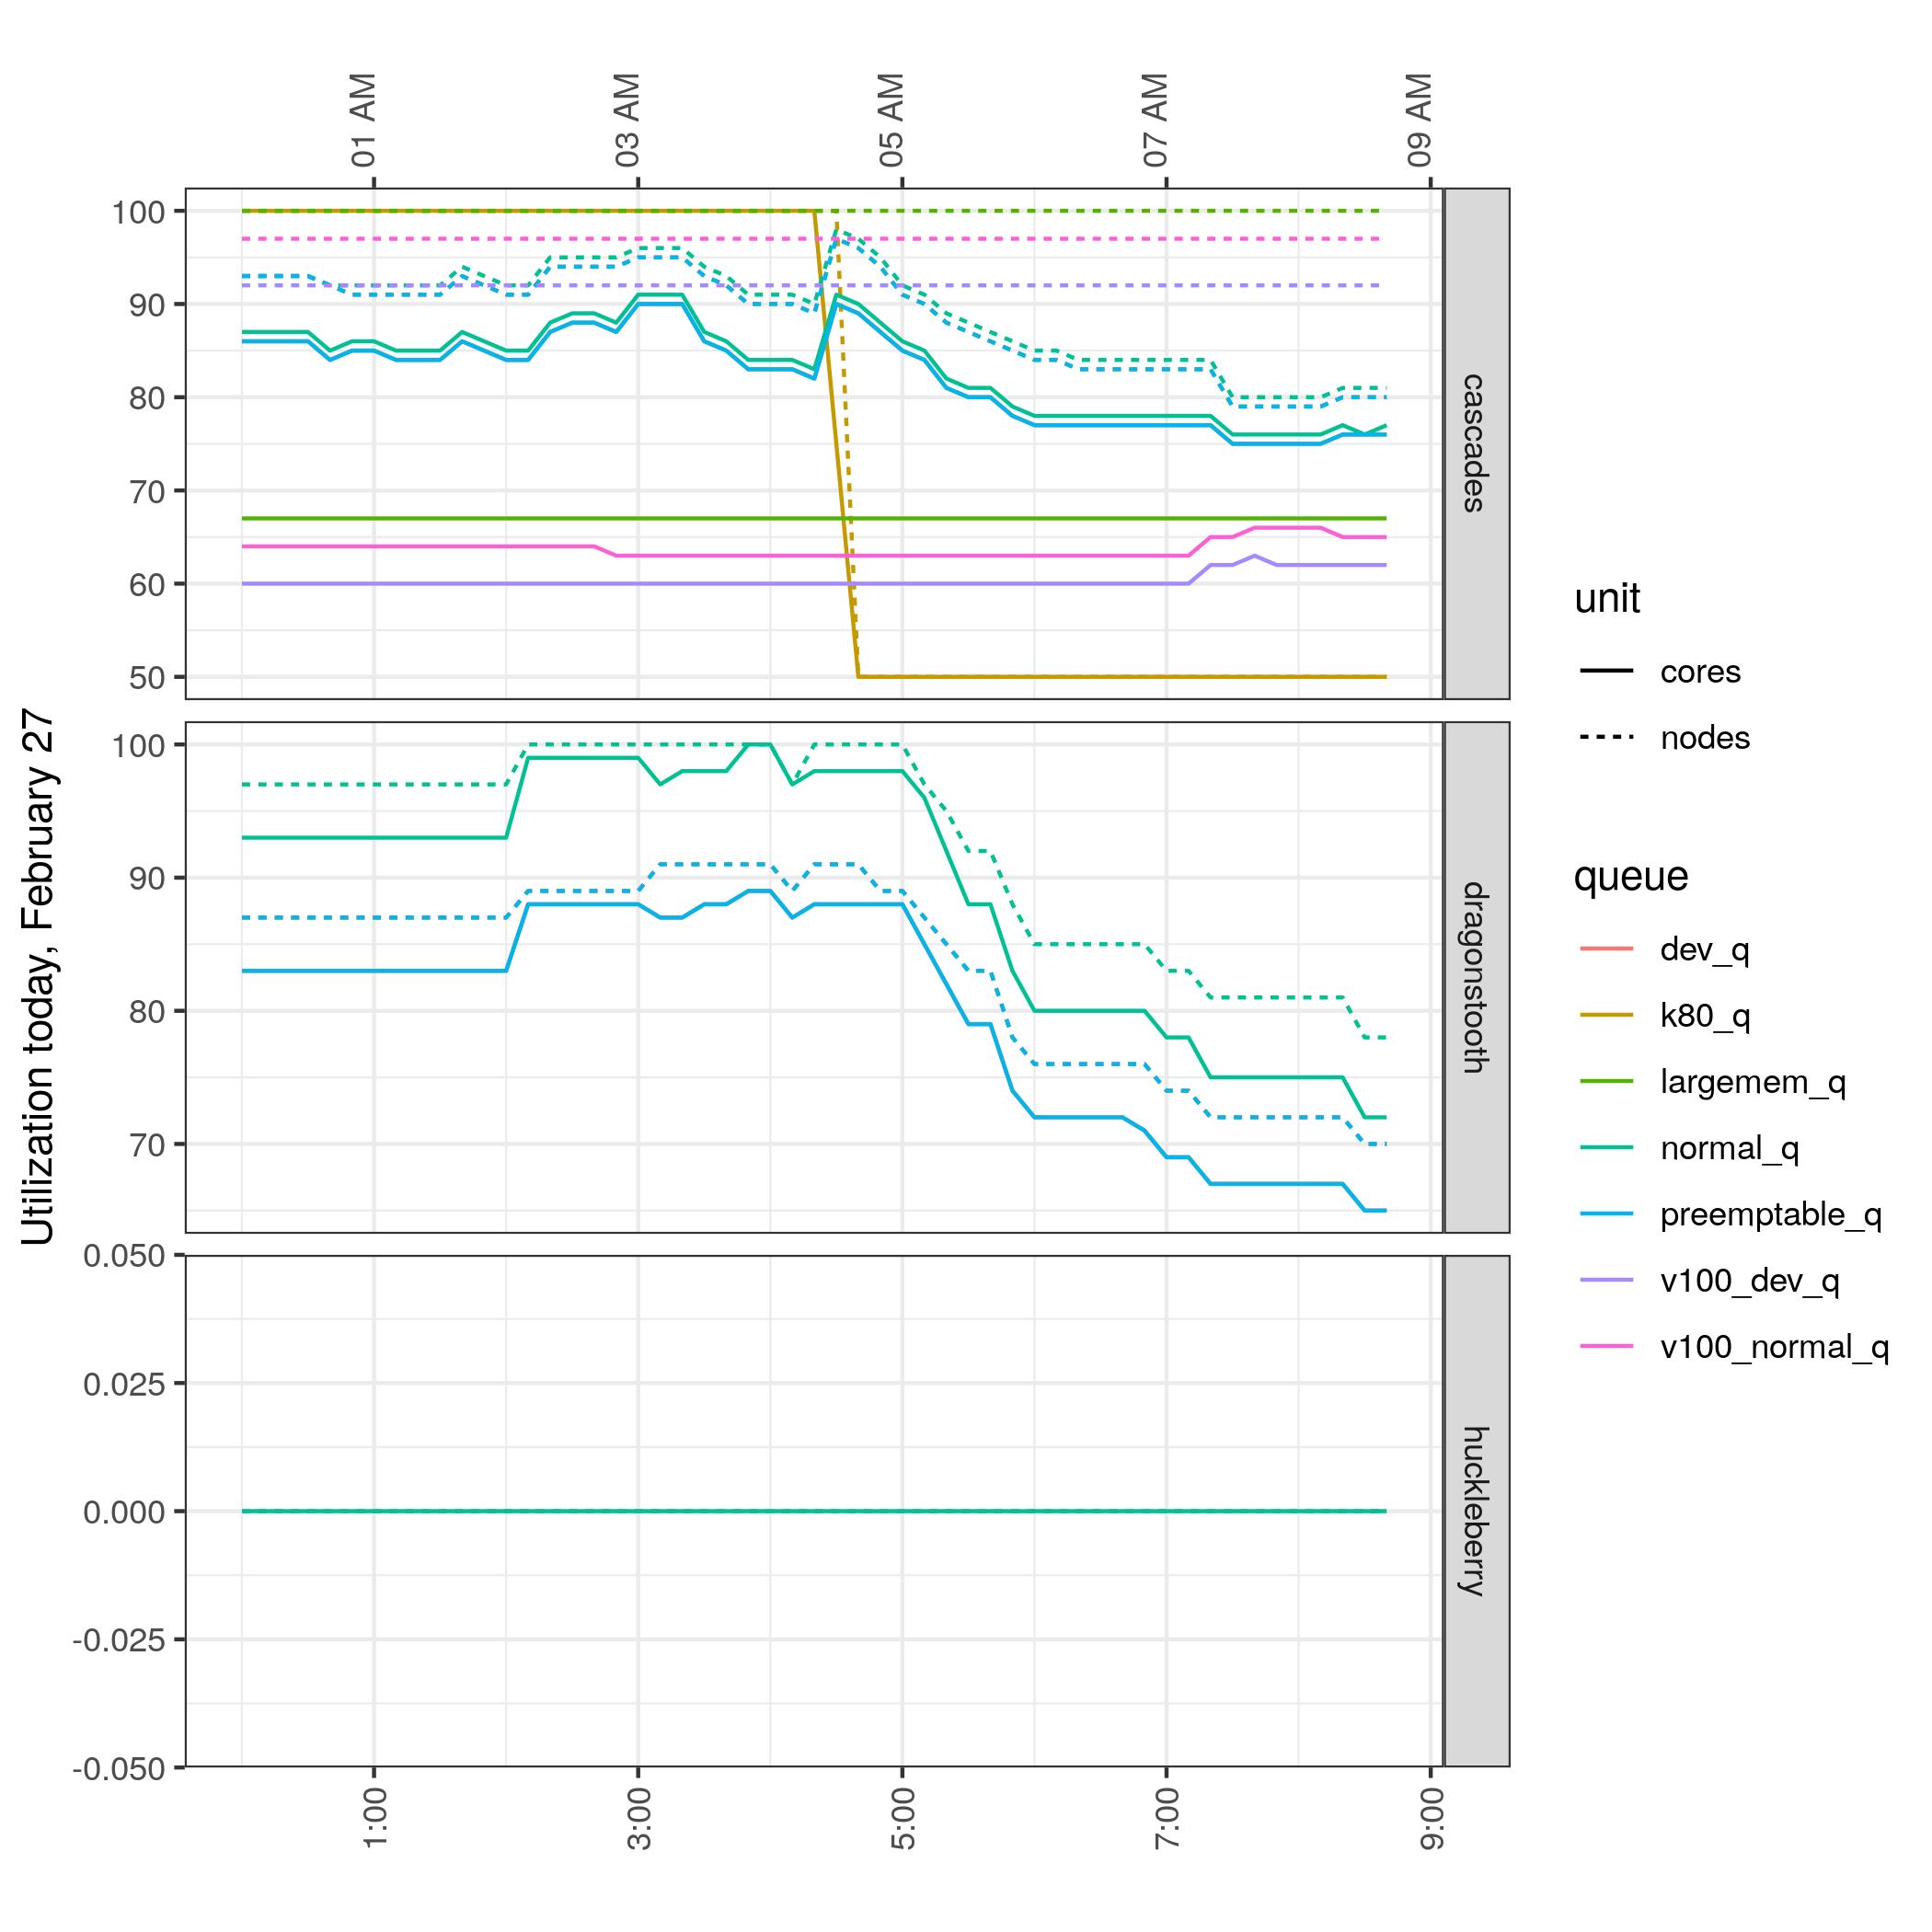 Utilization today, February 27
01 AM
03 AM
05 AM
07 AM
09 AM
100
90
80
70
60
50
cascades
100
90
80
70
dragonstooth
0.050
0.025
0.000
-0.025
-0.050
huckleberry
1:00
3:00
5:00
7:00
9:00
unit
cores
nodes
queue
dev_q
k80_q
largemem_q
normal_q
preemptable_q
v100_dev_q
v100_normal_q